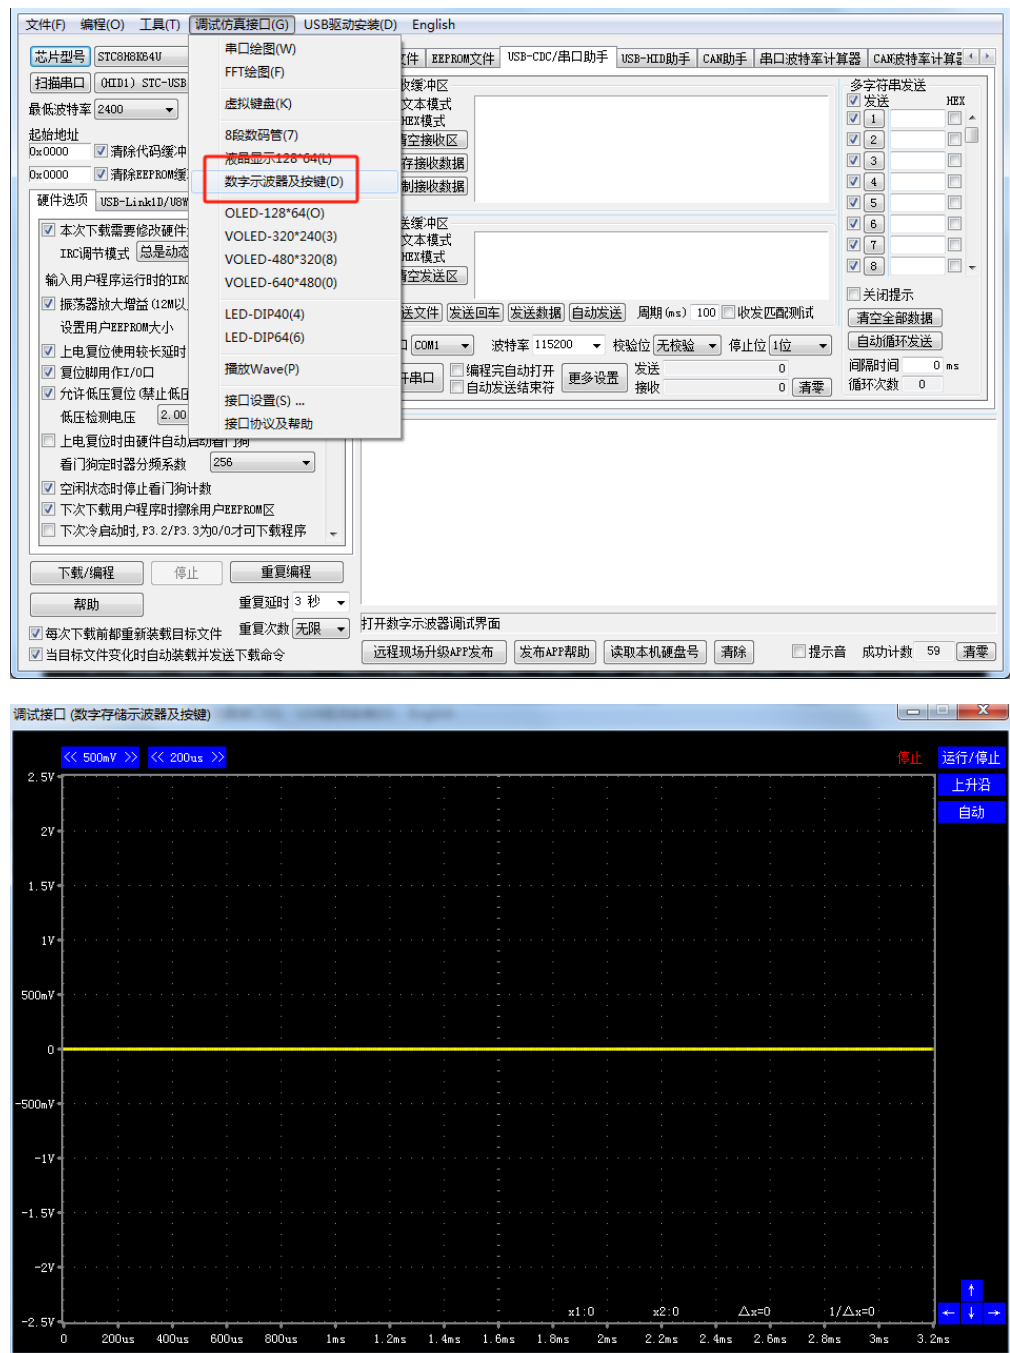 文件(F) 编程(O) 工具(T) 调试仿真接口(G) USB驱动安装(D) English
芯片型号 STC8H8K64U
扫描串口 (HID1) STC-USB
最低波特率 2400
起始地址
0x0000 清除代码缓冲
0x0000 清除EEPROM缓
硬件选项 USB-Link1D/U8W
本次下载需要修改硬件
IRC调节模式 总是动态
输入用户程序运行时的IRC
振荡器放大增益(12M以
设置用户EEPROM大小
上电复位使用较长延时
复位脚用作I/O口
允许低压复位(禁止低压
低压检测电压 2.00
上电复位时由硬件自动启动看门狗
看门狗定时器分频系数 256
空闲状态时停止看门狗计数
下次下载用户程序时擦除用户EEPROM区
下次冷启动时,P3.2/P3.3为0/0才可下载程序
下载/编程 停止 重复编程
帮助 重复延时 3 秒
每次下载前都重新装载目标文件 重复次数 无限
当目标文件变化时自动装载并发送下载命令
串口绘图(W)
FFT绘图(F)
虚拟键盘(K)
8段数码管(7)
液晶显示128*64(L)
数字示波器及按键(D)
OLED-128*64(O)
VOLED-320*240(3)
VOLED-480*320(8)
VOLED-640*480(0)
LED-DIP40(4)
LED-DIP64(6)
播放Wave(P)
接口设置(S) ...
接口协议及帮助
文件 EEPROM文件 USB-CDC/串口助手 USB-HID助手 CAN助手 串口波特率计算器 CAN波特率计算器
收缓冲区
文本模式
HEX模式
清空接收区
存接收数据
制接收数据
送缓冲区
文本模式
HEX模式
清空发送区
送文件 发送回车 发送数据 自动发送 周期(ms) 100 收发匹配测试
口 COM1 波特率 115200 校验位 无校验 停止位 1位
开串口 编程完自动打开 更多设置 发送 0
自动发送结束符 接收 0 清零
多字符串发送
发送 HEX
1
2
3
4
5
6
7
8
关闭提示
清空全部数据
自动循环发送
间隔时间 0 ms
循环次数 0
打开数字示波器调试界面
远程现场升级APP发布 发布APP帮助 读取本机硬盘号 清除 提示音 成功计数 59 清零
调试接口 (数字存储示波器及按键)
<< 500mV >> << 200us >> 停止 运行/停止
上升沿
自动
2.5V
2V
1.5V
1V
500mV
0
-500mV
-1V
-1.5V
-2V
-2.5V
x1:0 x2:0 △x=0 1/△x=0
↑
← ↓ →
0 200us 400us 600us 800us 1ms 1.2ms 1.4ms 1.6ms 1.8ms 2ms 2.2ms 2.4ms 2.6ms 2.8ms 3ms 3.2ms